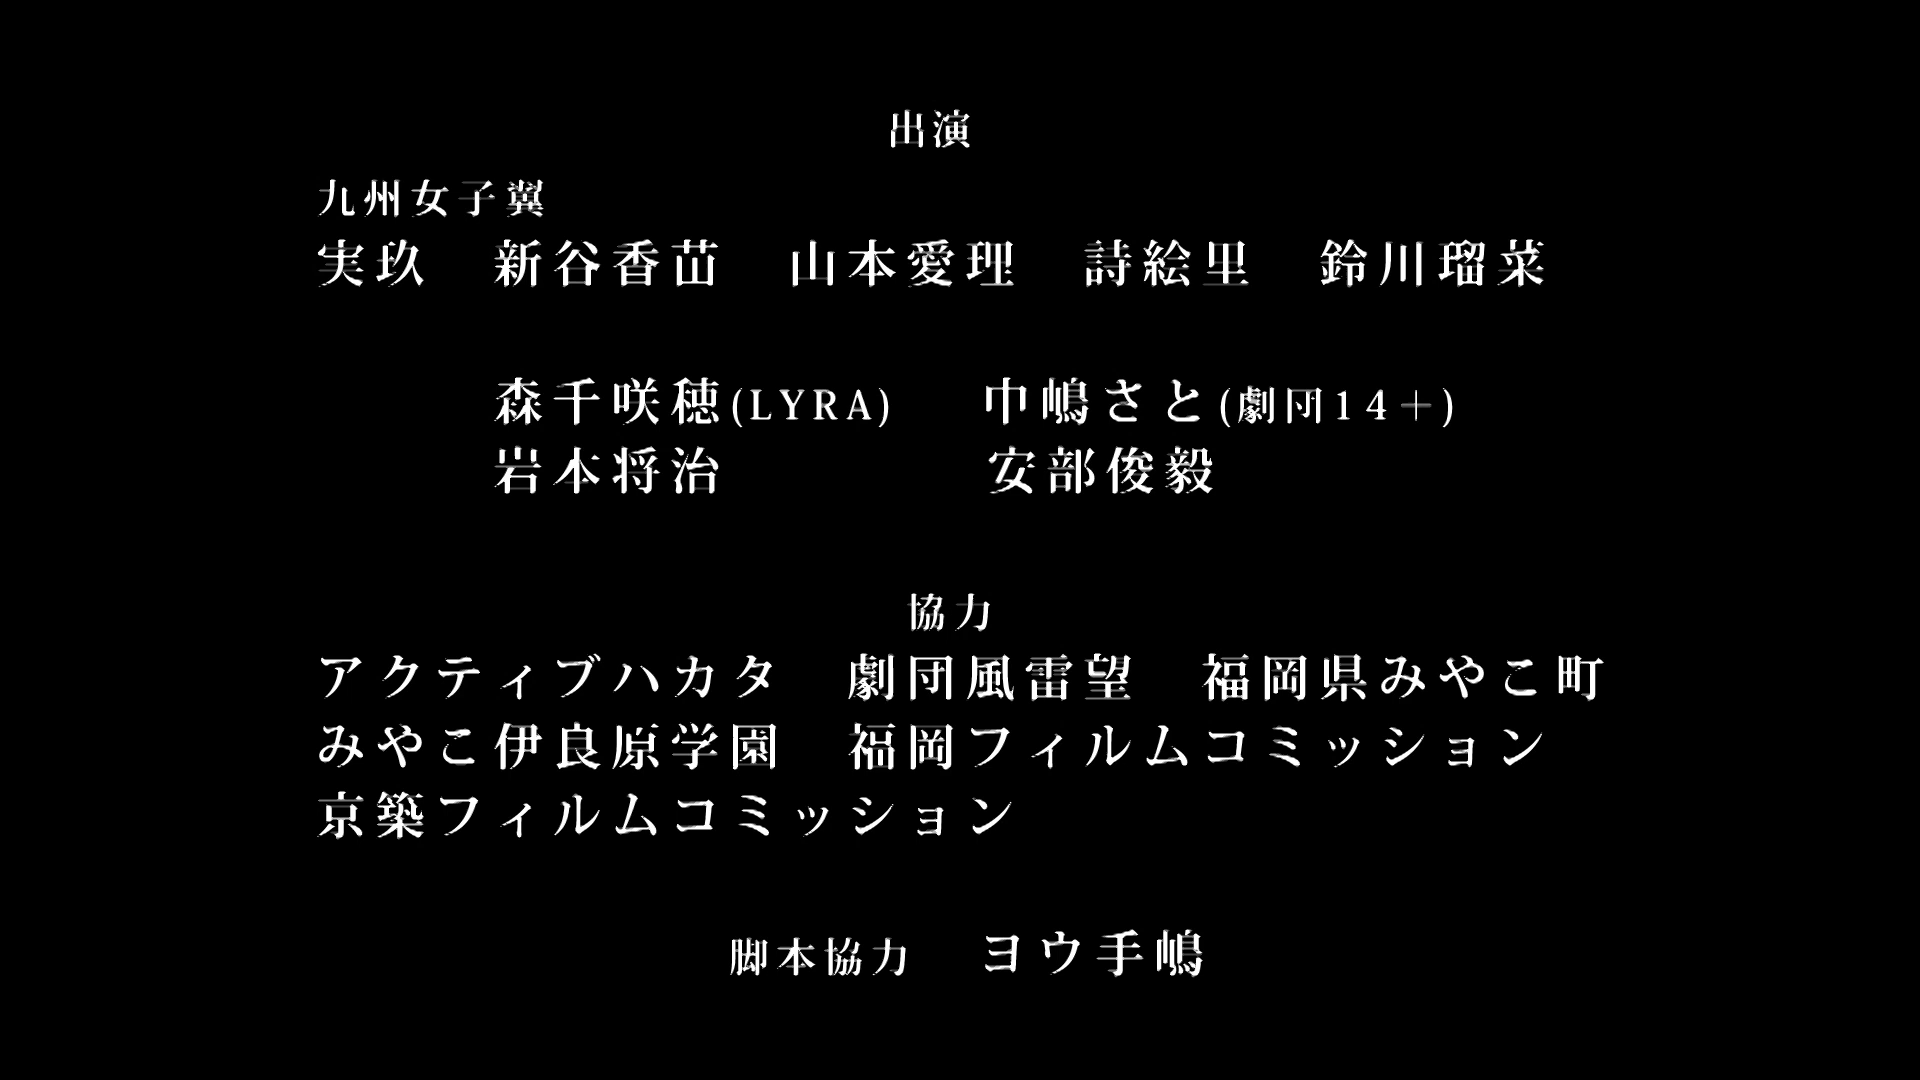 出演
九州女子翼
実玖　新谷香苗　山本愛理　詩絵里　鈴川瑠菜
森千咲穂(LYRA)　巾嶋さと(劇団14＋)
岩本将治　安部俊毅
協力
アクティブハカタ　劇団風雷望　福岡県みやこ町
みやこ伊良原学園　福岡フィルムコミッション
京築フィルムコミッション
脚本協力　ヨウ手嶋